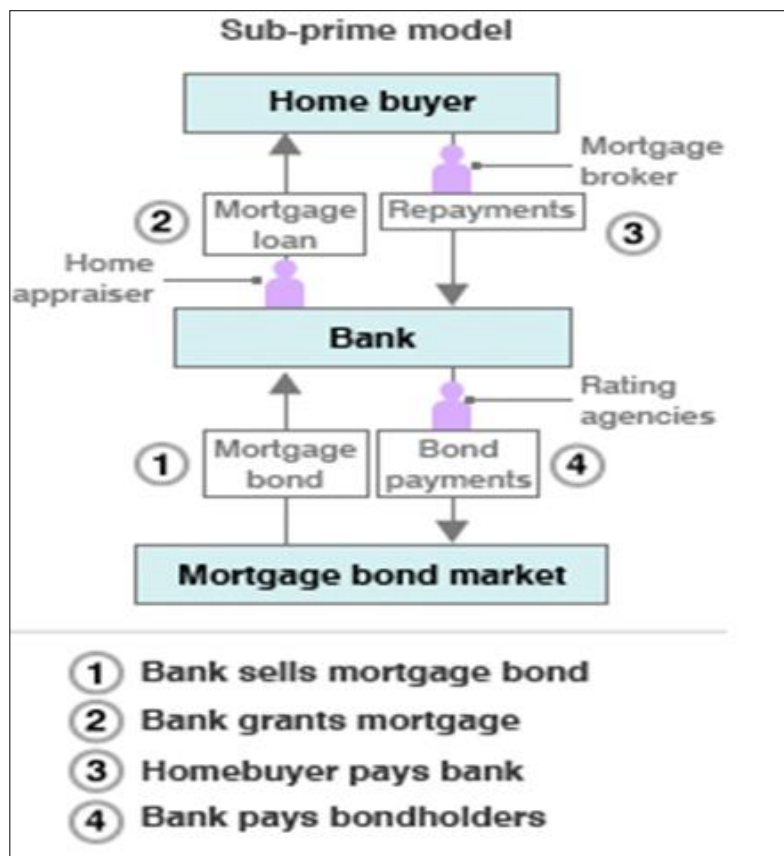 Sub-prime model
Home buyer
Mortgage
broker
2
Mortgage
loan
Repayments
3
Home
appraiser
Bank
Rating
agencies
1
Mortgage
bond
Bond
payments
4
Mortgage bond market
1 Bank sells mortgage bond
2 Bank grants mortgage
3 Homebuyer pays bank
4 Bank pays bondholders